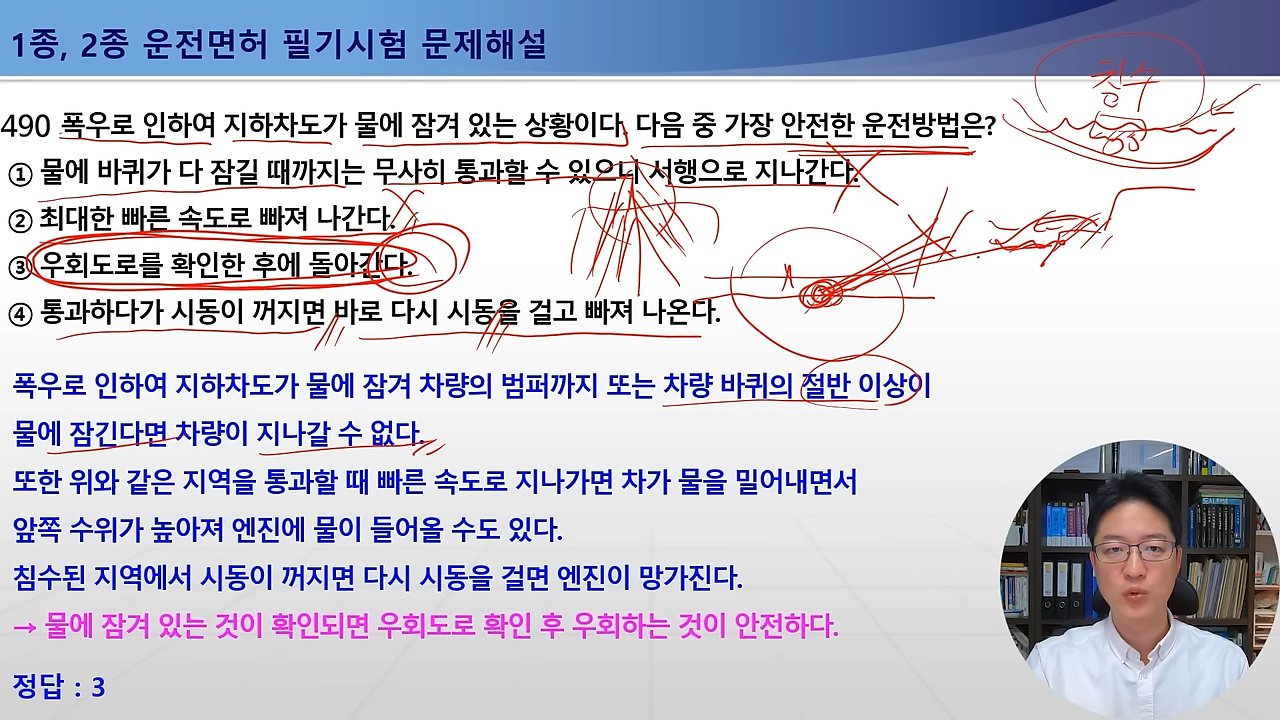 1종, 2종 운전면허 필기시험 문제해설
침수
490 폭우로 인하여 지하차도가 물에 잠겨 있는 상황이다. 다음 중 가장 안전한 운전방법은?
① 물에 바퀴가 다 잠길 때까지는 무사히 통과할 수 있으니 서행으로 지나간다.
② 최대한 빠른 속도로 빠져 나간다.
③ 우회도로를 확인한 후에 돌아간다.
④ 통과하다가 시동이 꺼지면 바로 다시 시동을 걸고 빠져 나온다.
폭우로 인하여 지하차도가 물에 잠겨 차량의 범퍼까지 또는 차량 바퀴의 절반 이상이
물에 잠긴다면 차량이 지나갈 수 없다.
또한 위와 같은 지역을 통과할 때 빠른 속도로 지나가면 차가 물을 밀어내면서
앞쪽 수위가 높아져 엔진에 물이 들어올 수도 있다.
침수된 지역에서 시동이 꺼지면 다시 시동을 걸면 엔진이 망가진다.
→ 물에 잠겨 있는 것이 확인되면 우회도로 확인 후 우회하는 것이 안전하다.
정답 : 3